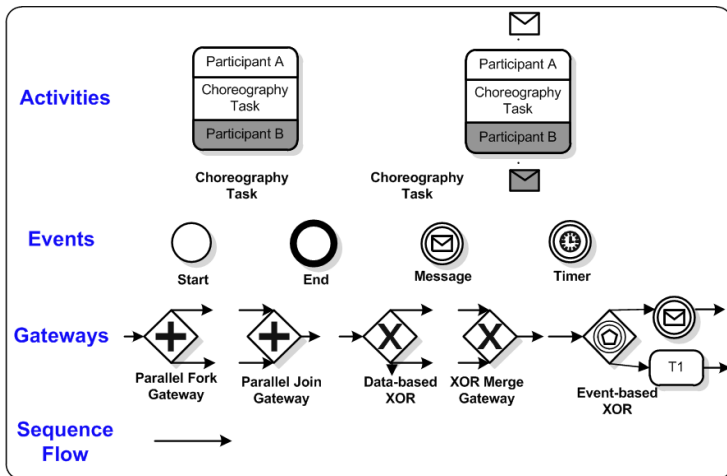 Activities
Participant A
Choreography
Task
Participant B
Choreography
Task
Participant A
Choreography
Task
Participant B
Choreography
Task
Events
Start
End
Message
Timer
Gateways
Parallel Fork
Gateway
Parallel Join
Gateway
X
Data-based
XOR
X
XOR Merge
Gateway
Event-based
XOR
T1
Sequence
Flow